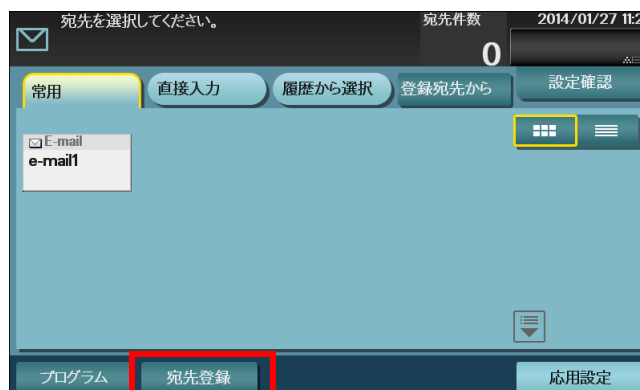 宛先を選択してください。
宛先件数
2014/01/27 11:2
0
常用
直接入力
履歴から選択
登録宛先から
設定確認
E-mail
e-mail1
プログラム
宛先登録
応用設定